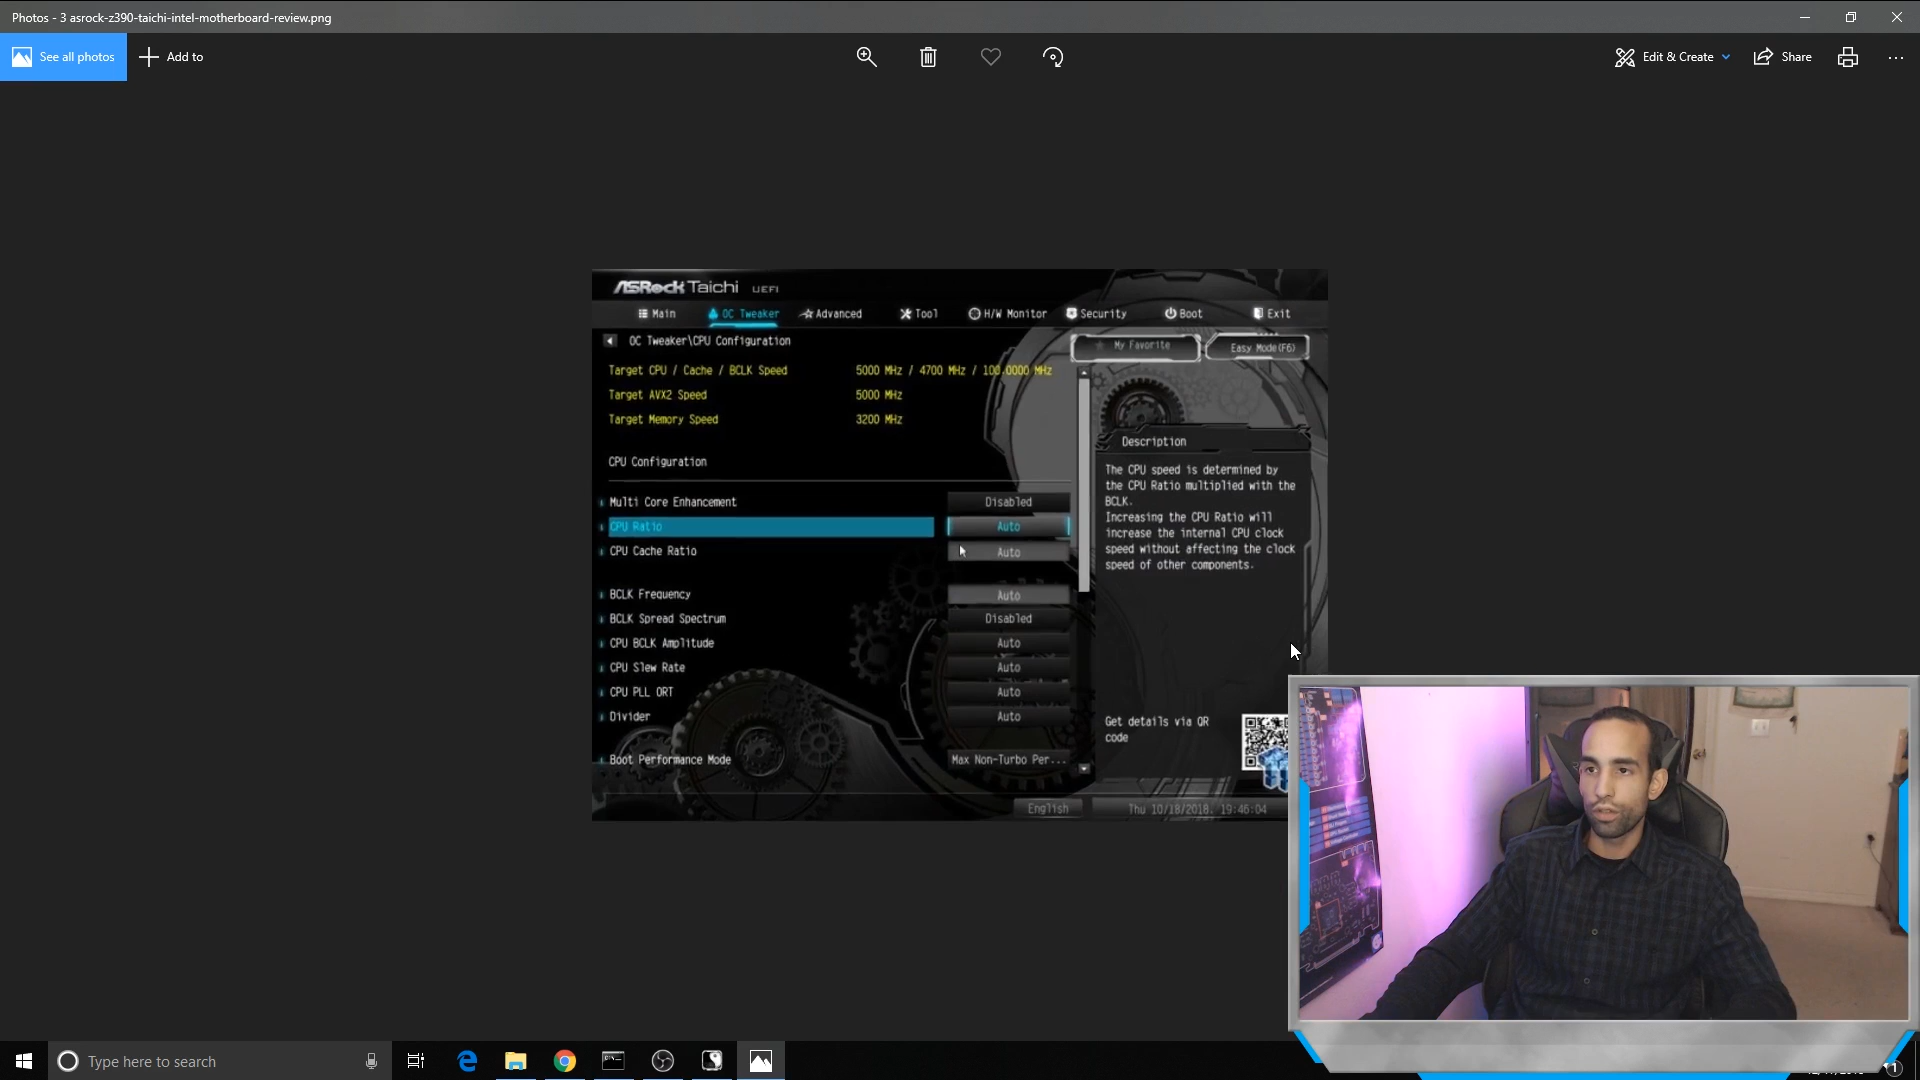 Photos - 3 asrock-z390-taichi-intel-motherboard-review.png
See all photos
Add to
Edit & Create
Share
ASRock Taichi UEFI
Main
OC Tweaker
Advanced
Tool
H/W Monitor
Security
Boot
Exit
OC Tweaker\CPU Configuration
My Favorite
Easy Mode(F6)
Target CPU / Cache / BCLK Speed 5000 MHz / 4700 MHz / 100.0000 MHz
Target AVX2 Speed 5000 MHz
Target Memory Speed 3200 MHz
CPU Configuration
Multi Core Enhancement Disabled
CPU Ratio Auto
CPU Cache Ratio Auto
BCLK Frequency Auto
BCLK Spread Spectrum Disabled
CPU BCLK Amplitude Auto
CPU Slew Rate Auto
CPU PLL ORT Auto
Divider Auto
Boot Performance Mode Max Non-Turbo Per...
Description
The CPU speed is determined by
the CPU Ratio multiplied with the
BCLK.
Increasing the CPU Ratio will
increase the internal CPU clock
speed without affecting the clock
speed of other components.
Get details via QR
code
English
Thu 10/18/2018. 19:46:04
Type here to search
1